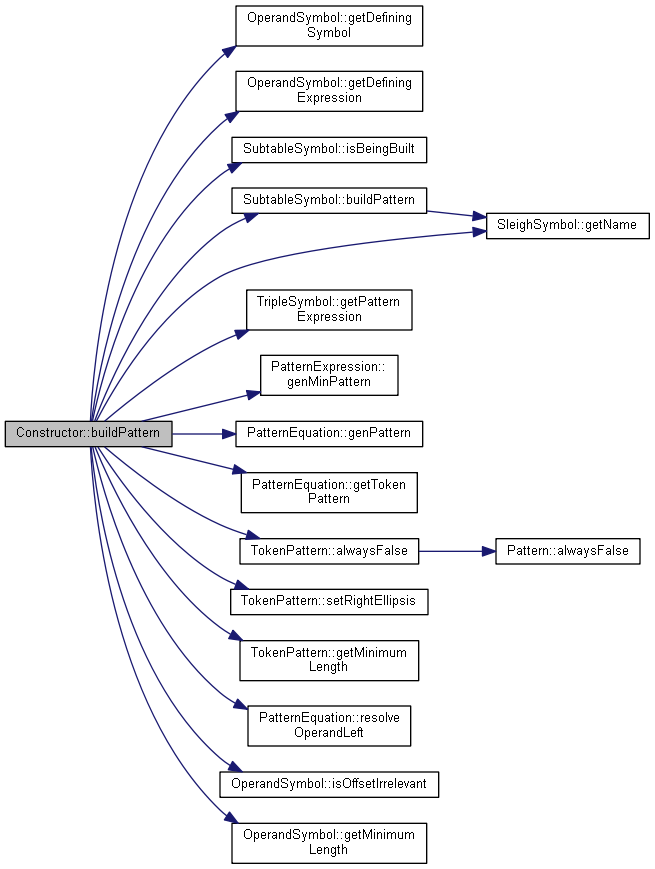 OperandSymbol::getDefining
Symbol
OperandSymbol::getDefining
Expression
SubtableSymbol::isBeingBuilt
SubtableSymbol::buildPattern
SleighSymbol::getName
TripleSymbol::getPattern
Expression
PatternExpression::
genMinPattern
Constructor::buildPattern
PatternEquation::genPattern
PatternEquation::getToken
Pattern
TokenPattern::alwaysFalse
Pattern::alwaysFalse
TokenPattern::setRightEllipsis
TokenPattern::getMinimum
Length
PatternEquation::resolve
OperandLeft
OperandSymbol::isOffsetIrrelevant
OperandSymbol::getMinimum
Length